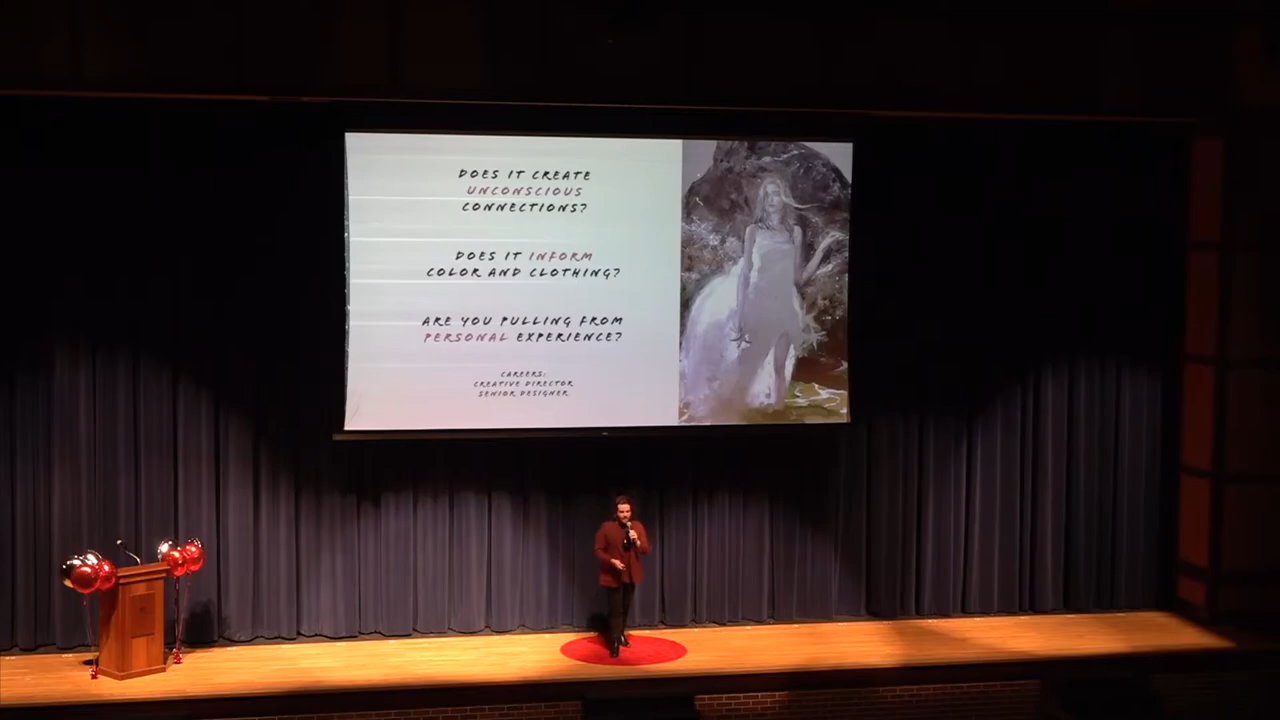 DOES IT CREATE
UNCONSCIOUS
CONNECTIONS?
DOES IT INFORM
COLOR AND CLOTHING?
ARE YOU PULLING FROM
PERSONAL EXPERIENCE?
CAREERS:
CREATIVE DIRECTOR
SENIOR DESIGNER